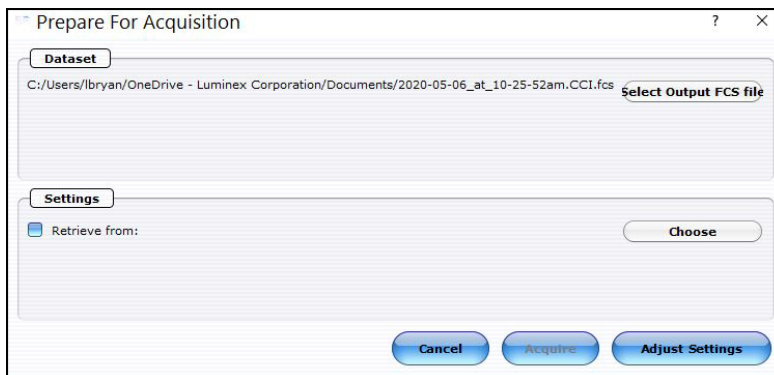 Prepare For Acquisition ? ×
Dataset
C:/Users/lbryan/OneDrive - Luminex Corporation/Documents/2020-05-06_at_10-25-52am.CCI.fcs Select Output FCS file
Settings
Retrieve from: Choose
Cancel Acquire Adjust Settings